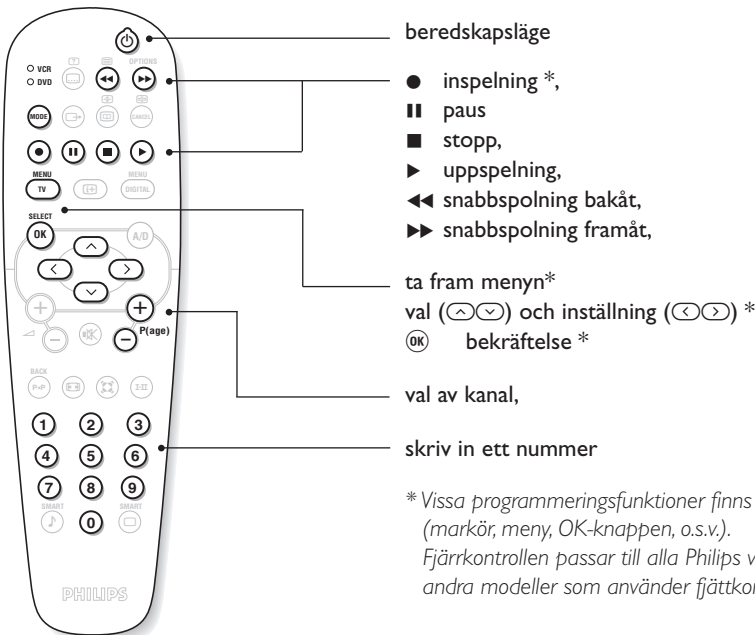 beredskapsläge
VCR
DVD
OPTIONS
MODE
CANCEL
● inspelning *,
II paus
■ stopp,
▶ uppspelning,
◀◀ snabbspolning bakåt,
▶▶ snabbspolning framåt,
MENU
TV
MENU
DIGITAL
SELECT
OK
A/D
ta fram menyn*
val ( ) och inställning ( ) *
OK bekräftelse *
P(age)
val av kanal,
BACK
P◂P
I-II
1 2 3
4 5 6
7 8 9
SMART
0
SMART
skriv in ett nummer
* Vissa programmeringsfunktioner finns
(markör, meny, OK-knappen, o.s.v.).
Fjärrkontrollen passar till alla Philips
andra modeller som använder
PHILIPS